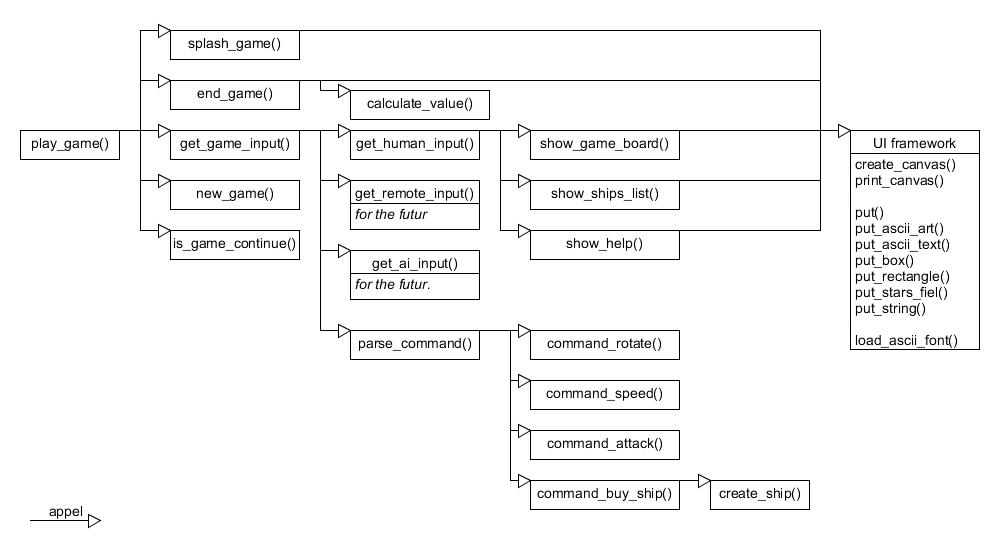 splash_game()
end_game()
calculate_value()
play_game()
get_game_input()
get_human_input()
show_game_board()
UI framework
create_canvas()
print_canvas()
put()
put_ascii_art()
put_ascii_text()
put_box()
put_rectangle()
put_stars_fiel()
put_string()
load_ascii_font()
new_game()
get_remote_input()
for the futur
show_ships_list()
is_game_continue()
get_ai_input()
for the futur.
show_help()
parse_command()
command_rotate()
command_speed()
command_attack()
command_buy_ship()
create_ship()
appel